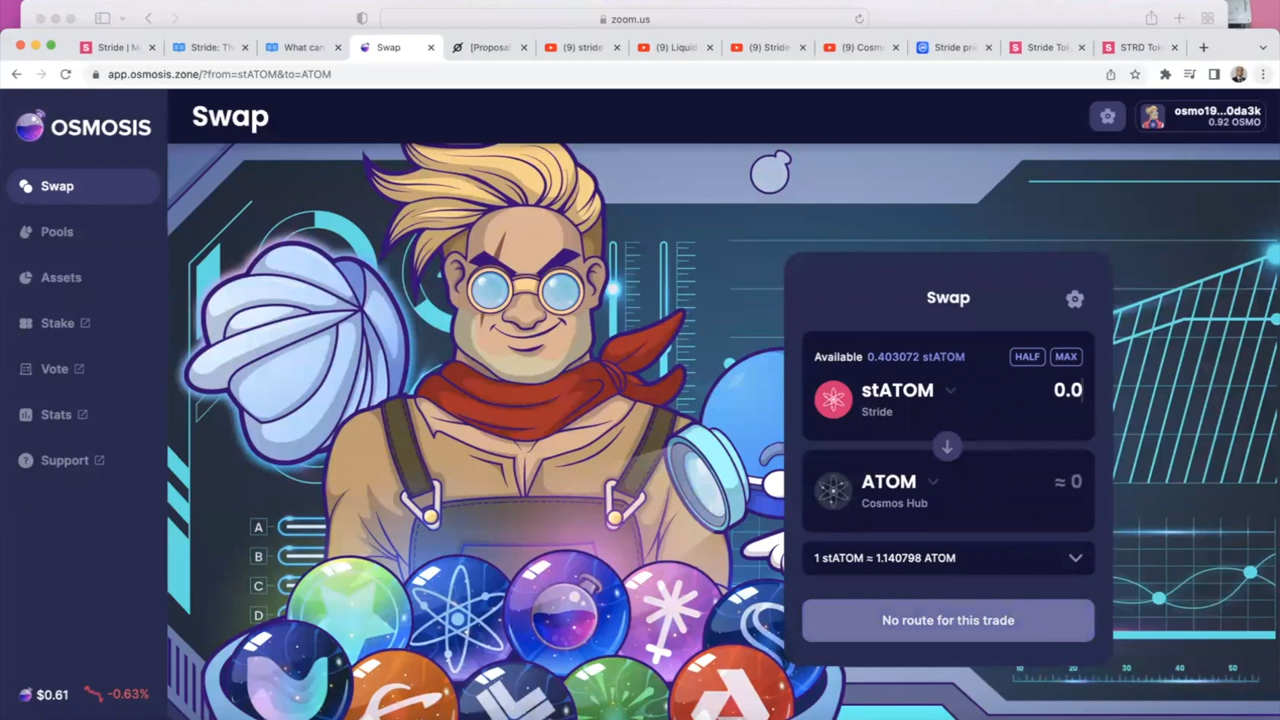 zoom.us
Stride | M
Stride: Th
What can
Swap
[Proposal
(9) stride
(9) Liquid
(9) Stride
(9) Cosm
Stride pric
Stride Tok
STRD Tok
app.osmosis.zone/?from=stATOM&to=ATOM
OSMOSIS
Swap
osmo19...0da3k
0.92 OSMO
Swap
Pools
Assets
Stake
Vote
Stats
Support
Swap
Available 0.403072 stATOM
HALF
MAX
stATOM
0.0
Stride
ATOM
≈ 0
Cosmos Hub
1 stATOM ≈ 1.140798 ATOM
No route for this trade
A
B
C
D
10 20 30 40 50
$0.61
-0.63%